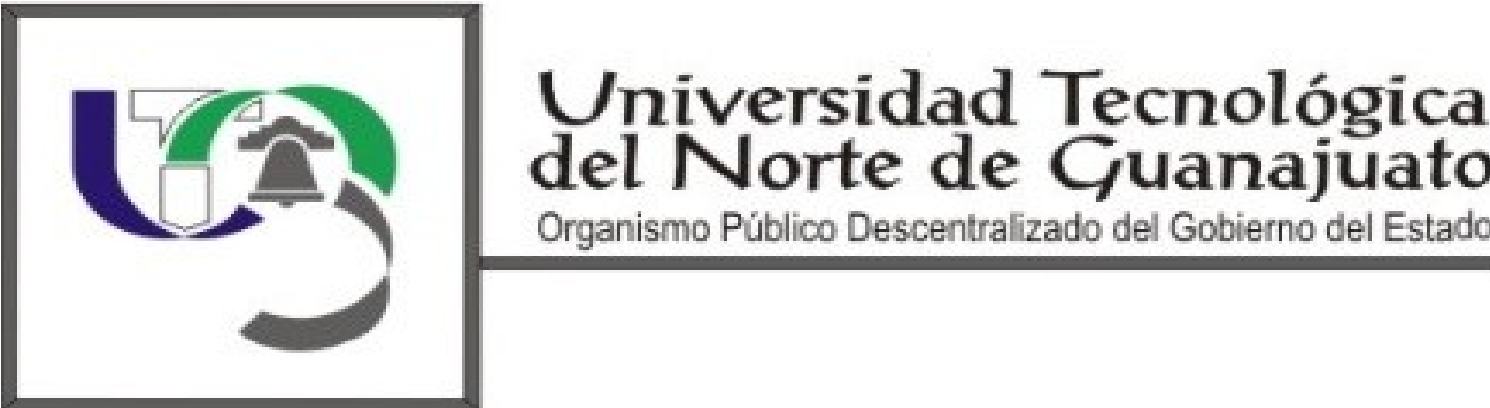 Universidad Tecnológica
del Norte de Guanajuato
Organismo Público Descentralizado del Gobierno del Estado